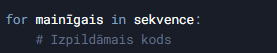 for mainīgais in sekvence:
    # Izpildāmais kods